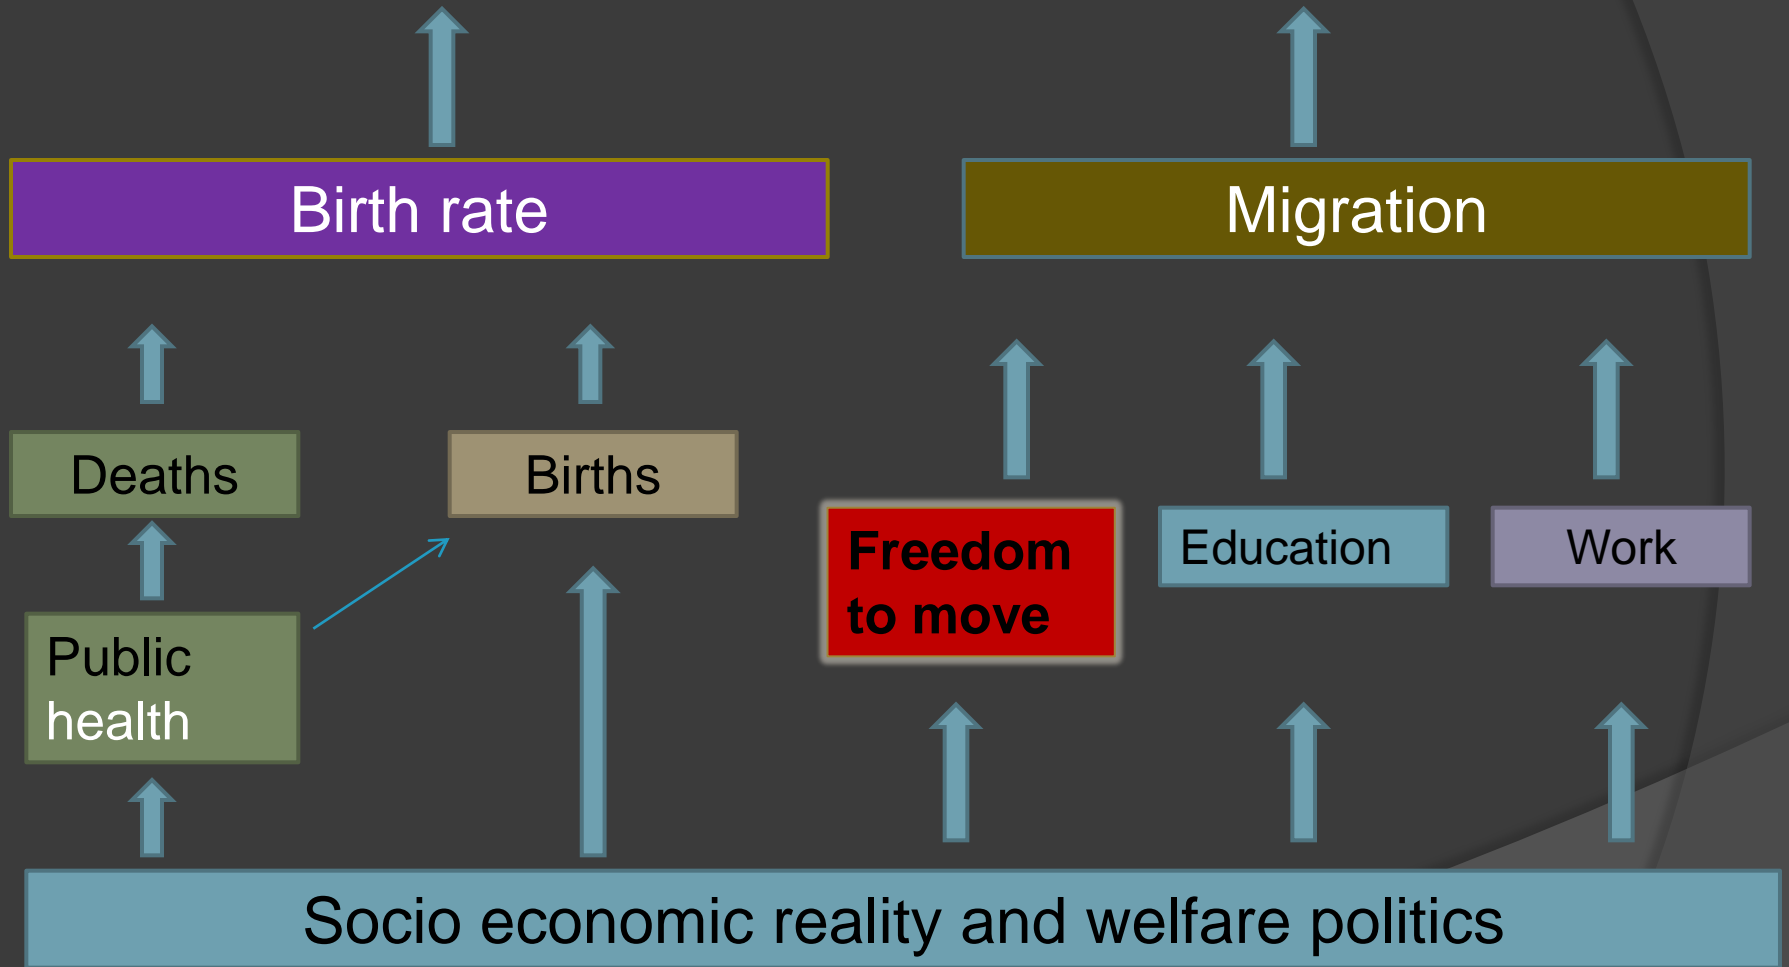 Birth rate
Migration
Deaths
Births
Freedom
to move
Education
Work
Public
health
Socio economic reality and welfare politics